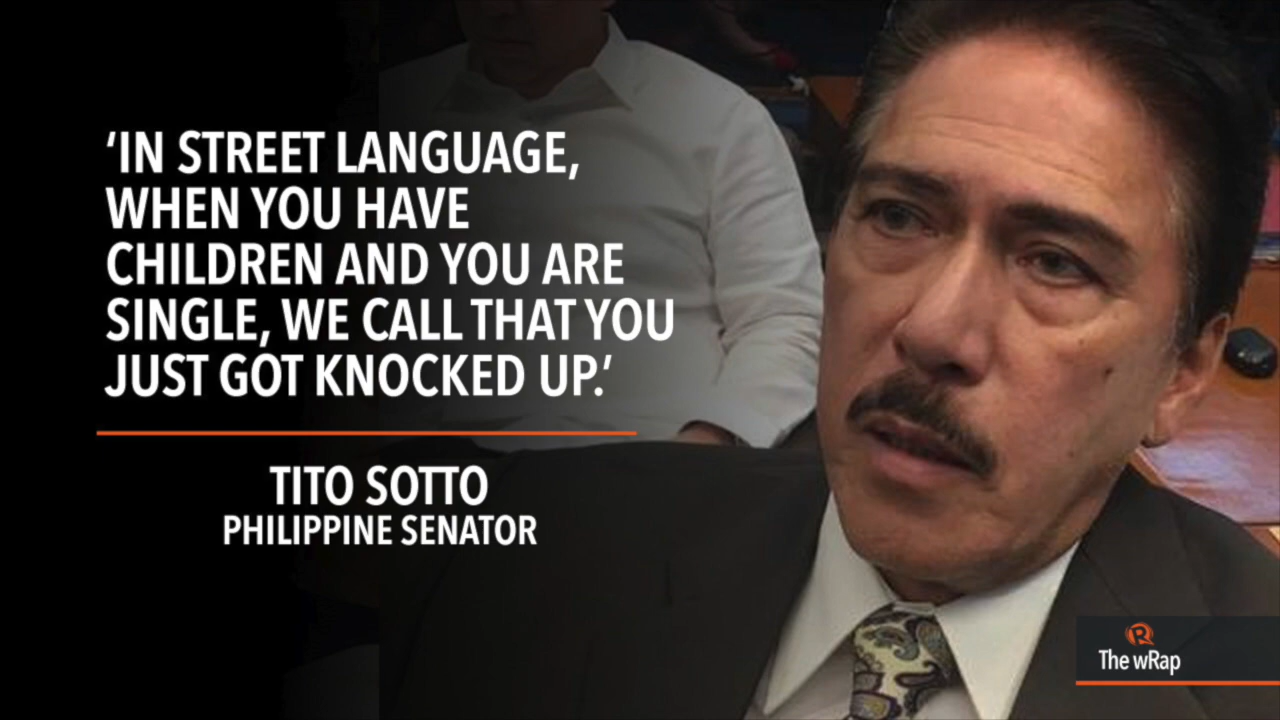 ‘IN STREET LANGUAGE,
WHEN YOU HAVE
CHILDREN AND YOU ARE
SINGLE, WE CALL THAT YOU
JUST GOT KNOCKED UP.’
TITO SOTTO
PHILIPPINE SENATOR
R
The wRap